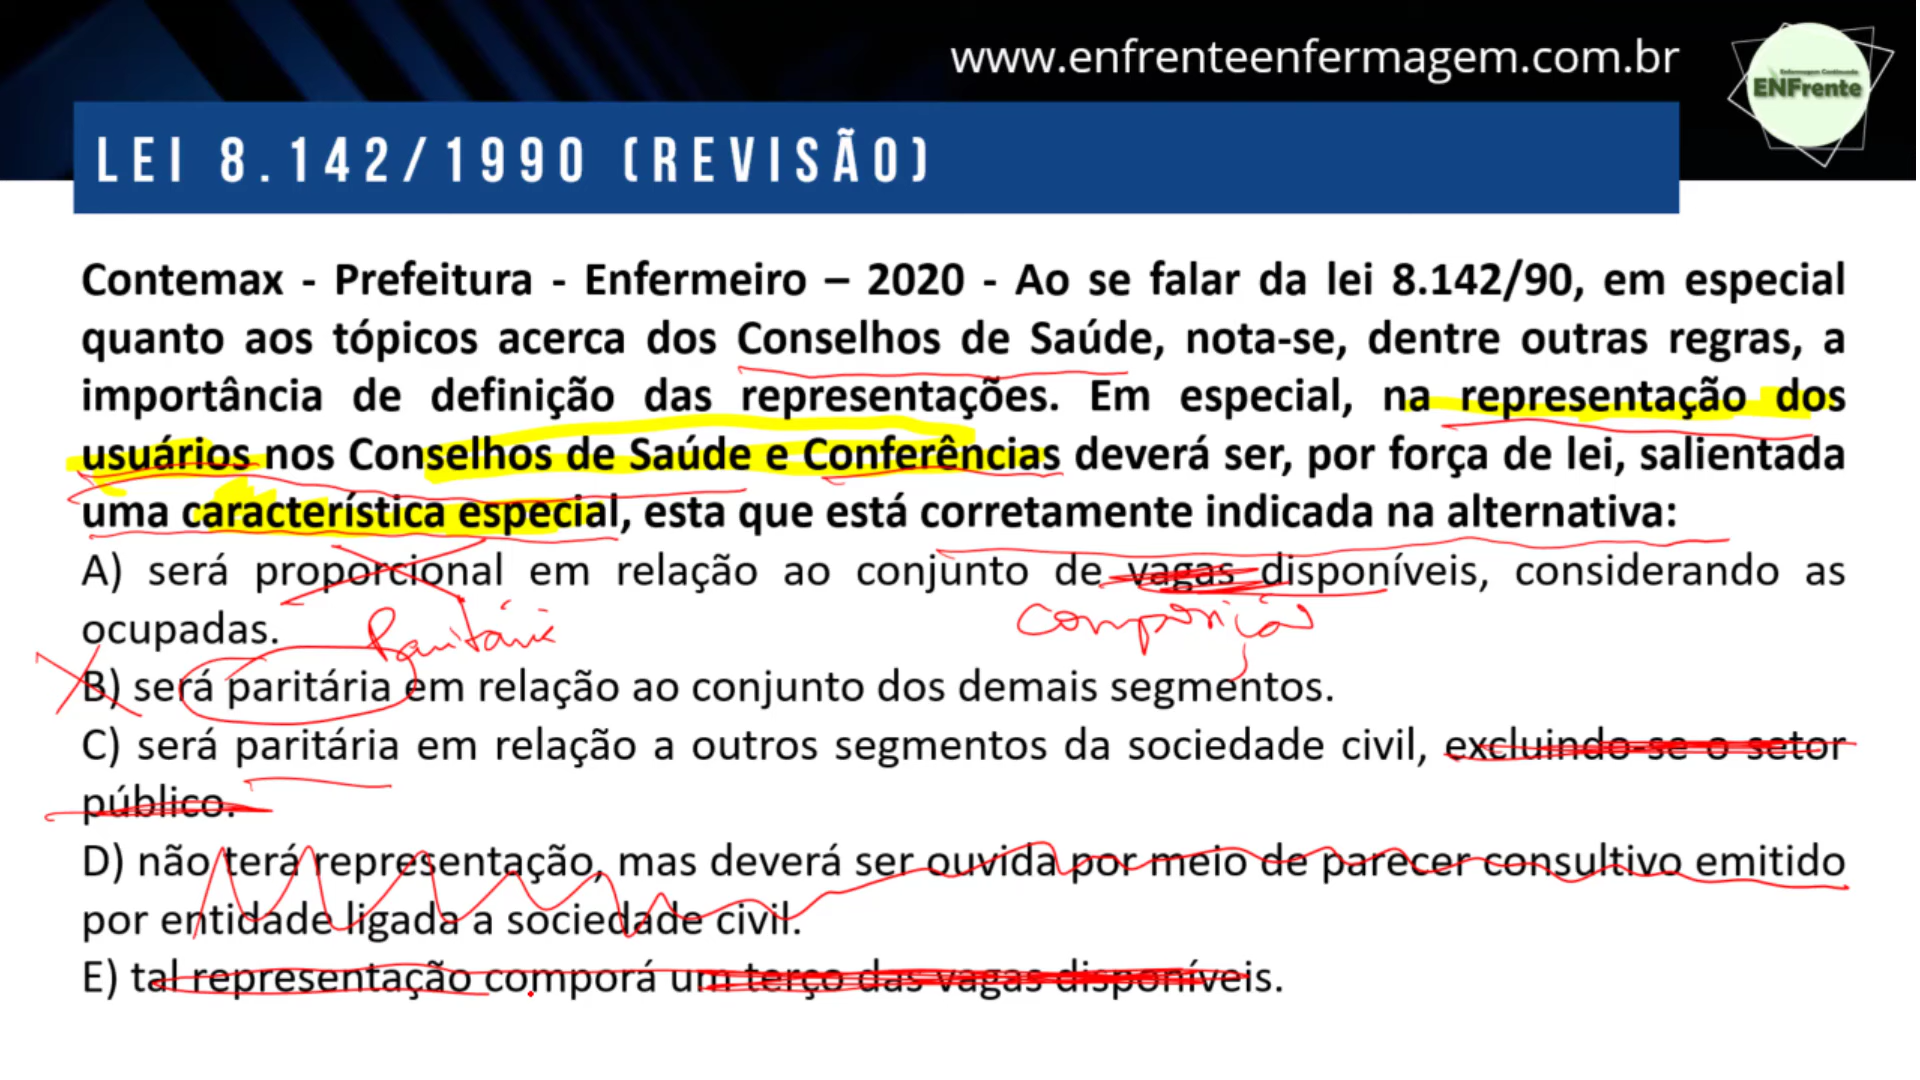 www.enfrenteenfermagem.com.br
Enfermagem Continuada
ENFrente
LEI 8.142/1990 (REVISÃO)
Contemax - Prefeitura - Enfermeiro – 2020 - Ao se falar da lei 8.142/90, em especial
quanto aos tópicos acerca dos Conselhos de Saúde, nota-se, dentre outras regras, a
importância de definição das representações. Em especial, na representação dos
usuários nos Conselhos de Saúde e Conferências deverá ser, por força de lei, salientada
uma característica especial, esta que está corretamente indicada na alternativa:
A) será proporcional em relação ao conjunto de vagas disponíveis, considerando as
ocupadas.
Paritária
composição
B) será paritária em relação ao conjunto dos demais segmentos.
C) será paritária em relação a outros segmentos da sociedade civil, excluindo-se o setor
público.
D) não terá representação, mas deverá ser ouvida por meio de parecer consultivo emitido
por entidade ligada a sociedade civil.
E) tal representação comporá um terço das vagas disponíveis.